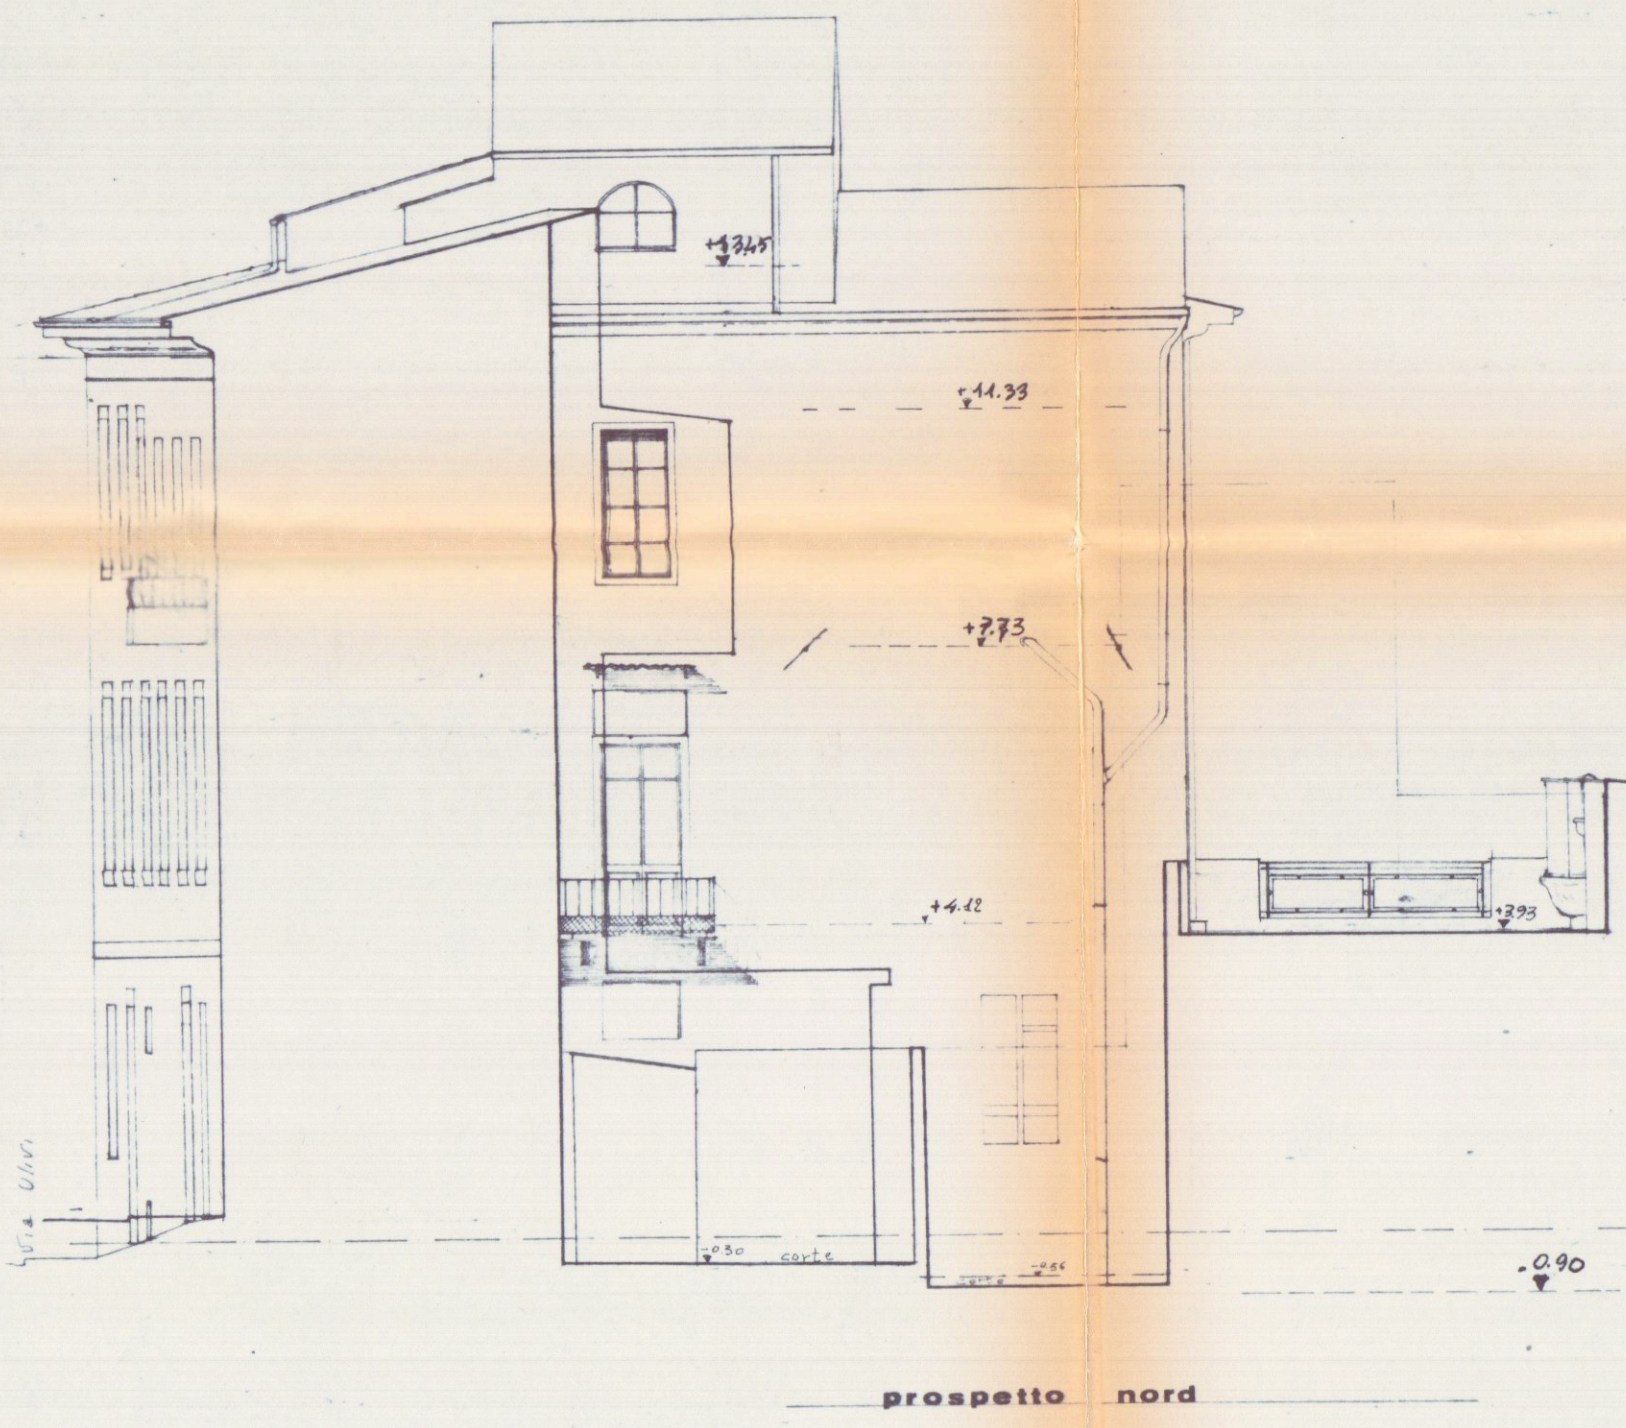 +13.45
+11.33
+7.73
+4.12
+3.93
Via Ulivi
-0.30 corte
corte -0.56
-0.90
prospetto nord